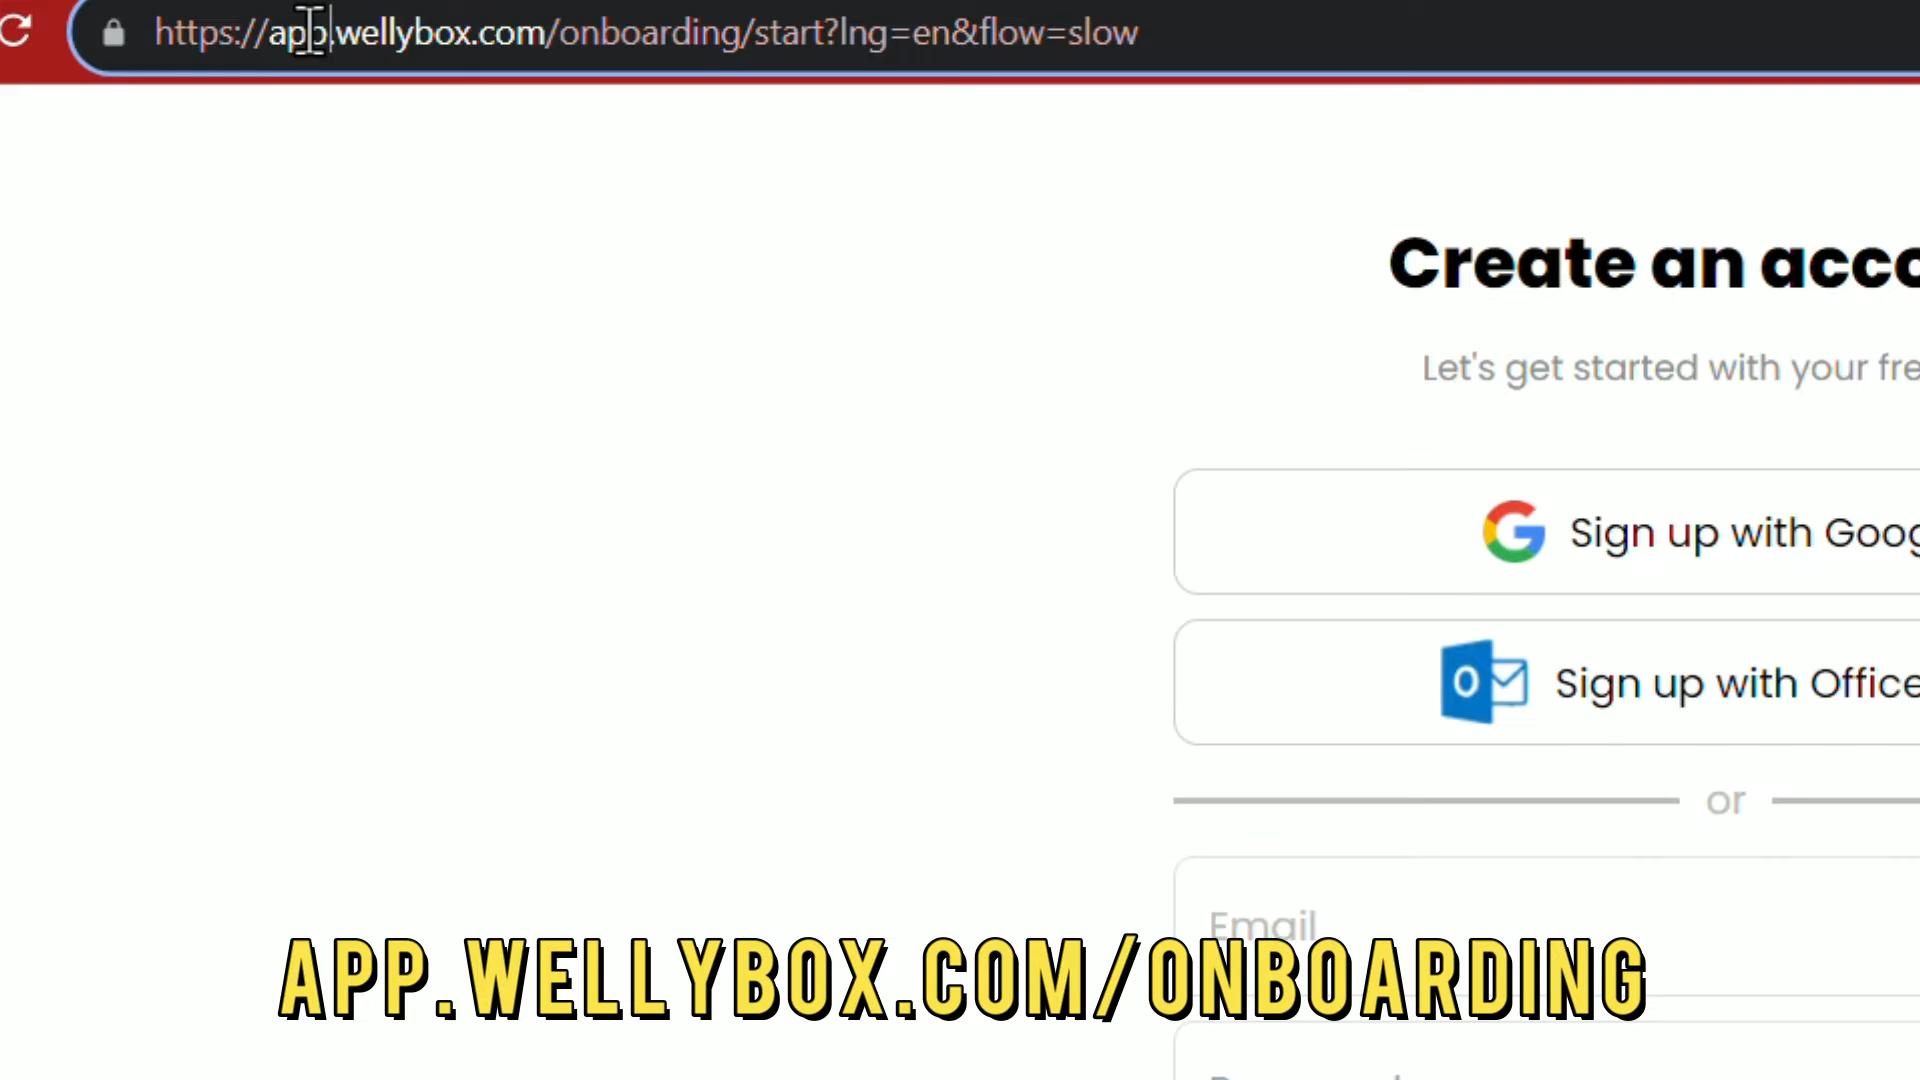 https://app.wellybox.com/onboarding/start?lng=en&flow=slow
Create an acco
Let's get started with your fre
Sign up with Goog
Sign up with Office
or
Email
APP.WELLYBOX.COM/ONBOARDING